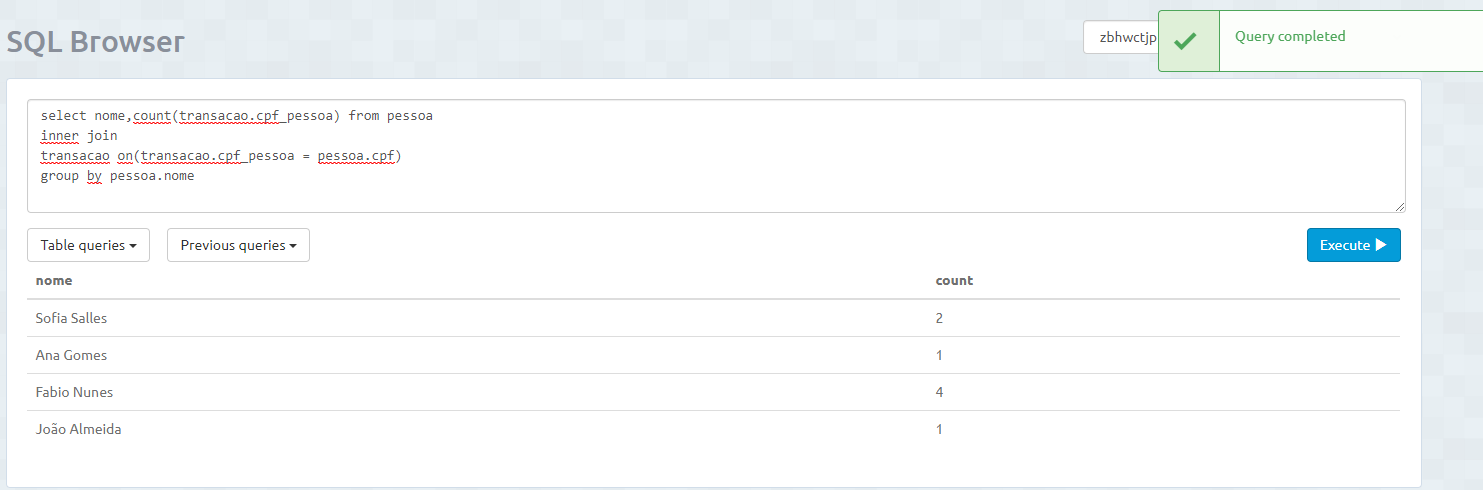 SQL Browser
zbhwctjp
Query completed
select nome,count(transacao.cpf_pessoa) from pessoa
inner join
transacao on(transacao.cpf_pessoa = pessoa.cpf)
group by pessoa.nome
Table queries
Previous queries
Execute
nome count
Sofia Salles 2
Ana Gomes 1
Fabio Nunes 4
João Almeida 1